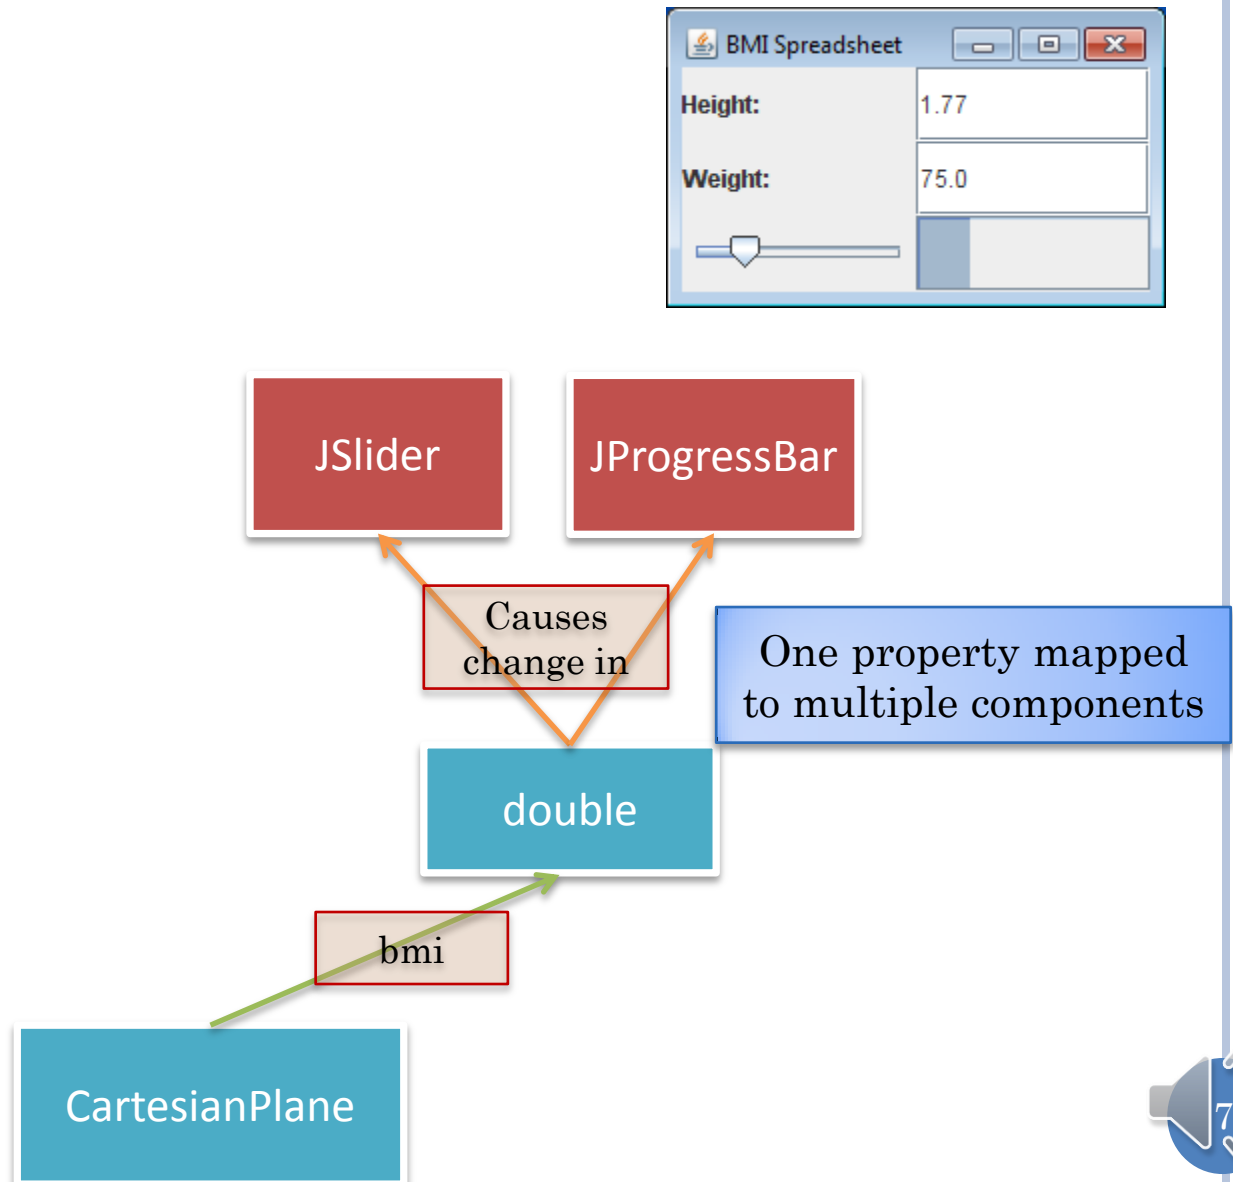 BMI Spreadsheet
Height:
1.77
Weight:
75.0
JSlider
JProgressBar
Causes
change in
One property mapped
to multiple components
double
bmi
CartesianPlane
7